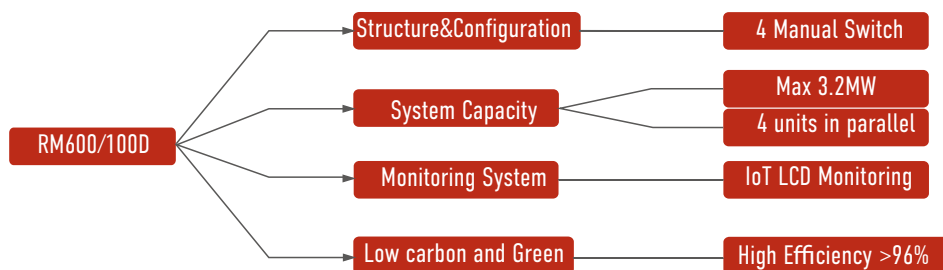 Structure&Configuration
4 Manual Switch
System Capacity
Max 3.2MW
4 units in parallel
RM600/100D
Monitoring System
IoT LCD Monitoring
Low carbon and Green
High Efficiency >96%